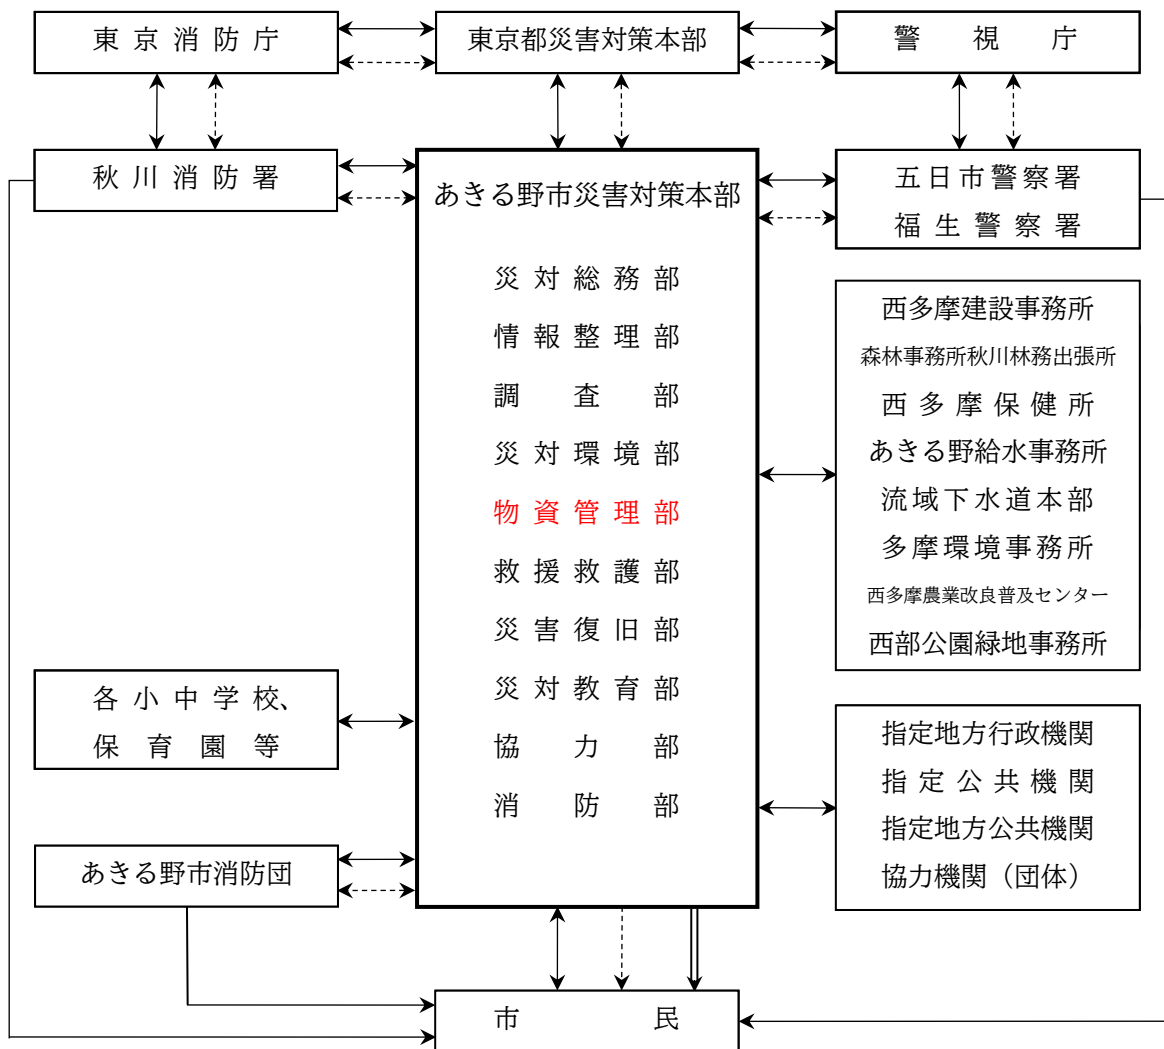 東京消防庁
東京都災害対策本部
警視庁
秋川消防署
あきる野市災害対策本部
五日市警察署
福生警察署
災対総務部
情報整理部
調査部
災対環境部
物資管理部
救援救護部
災害復旧部
災対教育部
協力部
消防部
西多摩建設事務所
森林事務所秋川林務出張所
西多摩保健所
あきる野給水事務所
流域下水道本部
多摩環境事務所
西多摩農業改良普及センター
西部公園緑地事務所
各小中学校、
保育園等
指定地方行政機関
指定公共機関
指定地方公共機関
協力機関（団体）
あきる野市消防団
市民